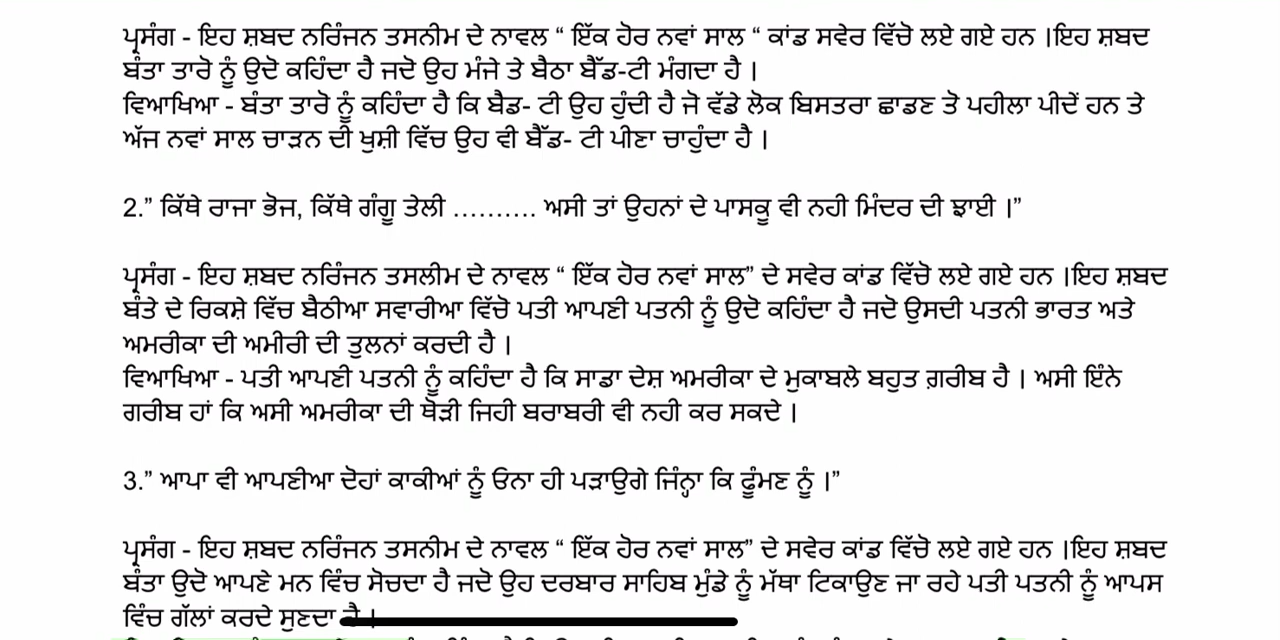 ਪ੍ਰਸੰਗ - ਇਹ ਸ਼ਬਦ ਨਰਿੰਜਨ ਤਸਨੀਮ ਦੇ ਨਾਵਲ “ ਇੱਕ ਹੋਰ ਨਵਾਂ ਸਾਲ “ ਕਾਂਡ ਸਵੇਰ ਵਿੱਚੋ ਲਏ ਗਏ ਹਨ ।ਇਹ ਸ਼ਬਦ
ਬੰਤਾ ਤਾਰੋ ਨੂੰ ਉਦੋ ਕਹਿੰਦਾ ਹੈ ਜਦੋ ਉਹ ਮੰਜੇ ਤੇ ਬੈਠਾ ਬੈੱਡ-ਟੀ ਮੰਗਦਾ ਹੈ ।
ਵਿਆਖਿਆ - ਬੰਤਾ ਤਾਰੋ ਨੂੰ ਕਹਿੰਦਾ ਹੈ ਕਿ ਬੈਡ- ਟੀ ਉਹ ਹੁੰਦੀ ਹੈ ਜੋ ਵੱਡੇ ਲੋਕ ਬਿਸਤਰਾ ਛਾਡਣ ਤੋ ਪਹੀਲਾ ਪੀਦੇਂ ਹਨ ਤੇ
ਅੱਜ ਨਵਾਂ ਸਾਲ ਚਾੜਨ ਦੀ ਖੁਸ਼ੀ ਵਿੱਚ ਉਹ ਵੀ ਬੈੱਡ- ਟੀ ਪੀਣਾ ਚਾਹੁੰਦਾ ਹੈ ।
2.” ਕਿੱਥੇ ਰਾਜਾ ਭੋਜ, ਕਿੱਥੇ ਗੰਗੂ ਤੇਲੀ .......... ਅਸੀ ਤਾਂ ਉਹਨਾਂ ਦੇ ਪਾਸਕੂ ਵੀ ਨਹੀ ਮਿੰਦਰ ਦੀ ਝਾਈ ।”
ਪ੍ਰਸੰਗ - ਇਹ ਸ਼ਬਦ ਨਰਿੰਜਨ ਤਸਲੀਮ ਦੇ ਨਾਵਲ “ ਇੱਕ ਹੋਰ ਨਵਾਂ ਸਾਲ” ਦੇ ਸਵੇਰ ਕਾਂਡ ਵਿੱਚੋ ਲਏ ਗਏ ਹਨ ।ਇਹ ਸ਼ਬਦ
ਬੰਤੇ ਦੇ ਰਿਕਸ਼ੇ ਵਿੱਚ ਬੈਠੀਆ ਸਵਾਰੀਆ ਵਿੱਚੋ ਪਤੀ ਆਪਣੀ ਪਤਨੀ ਨੂੰ ਉਦੋ ਕਹਿੰਦਾ ਹੈ ਜਦੋ ਉਸਦੀ ਪਤਨੀ ਭਾਰਤ ਅਤੇ
ਅਮਰੀਕਾ ਦੀ ਅਮੀਰੀ ਦੀ ਤੁਲਨਾਂ ਕਰਦੀ ਹੈ ।
ਵਿਆਖਿਆ - ਪਤੀ ਆਪਣੀ ਪਤਨੀ ਨੂੰ ਕਹਿੰਦਾ ਹੈ ਕਿ ਸਾਡਾ ਦੇਸ਼ ਅਮਰੀਕਾ ਦੇ ਮੁਕਾਬਲੇ ਬਹੁਤ ਗ਼ਰੀਬ ਹੈ । ਅਸੀ ਇੰਨੇ
ਗਰੀਬ ਹਾਂ ਕਿ ਅਸੀ ਅਮਰੀਕਾ ਦੀ ਥੋੜੀ ਜਿਹੀ ਬਰਾਬਰੀ ਵੀ ਨਹੀ ਕਰ ਸਕਦੇ ।
3.” ਆਪਾ ਵੀ ਆਪਣੀਆ ਦੋਹਾਂ ਕਾਕੀਆਂ ਨੂੰ ਓਨਾ ਹੀ ਪੜਾਉਗੇ ਜਿੰਨ੍ਹਾ ਕਿ ਫੂੰਮਣ ਨੂੰ ।”
ਪ੍ਰਸੰਗ - ਇਹ ਸ਼ਬਦ ਨਰਿੰਜਨ ਤਸਨੀਮ ਦੇ ਨਾਵਲ “ ਇੱਕ ਹੋਰ ਨਵਾਂ ਸਾਲ” ਦੇ ਸਵੇਰ ਕਾਂਡ ਵਿੱਚੋ ਲਏ ਗਏ ਹਨ ।ਇਹ ਸ਼ਬਦ
ਬੰਤਾ ਉਦੋ ਆਪਣੇ ਮਨ ਵਿੰਚ ਸੋਚਦਾ ਹੈ ਜਦੋ ਉਹ ਦਰਬਾਰ ਸਾਹਿਬ ਮੁੰਡੇ ਨੂੰ ਮੱਥਾ ਟਿਕਾਉਣ ਜਾ ਰਹੇ ਪਤੀ ਪਤਨੀ ਨੂੰ ਆਪਸ
ਵਿੰਚ ਗੱਲਾਂ ਕਰਦੇ ਸੁਣਦਾ ਹੈ ।